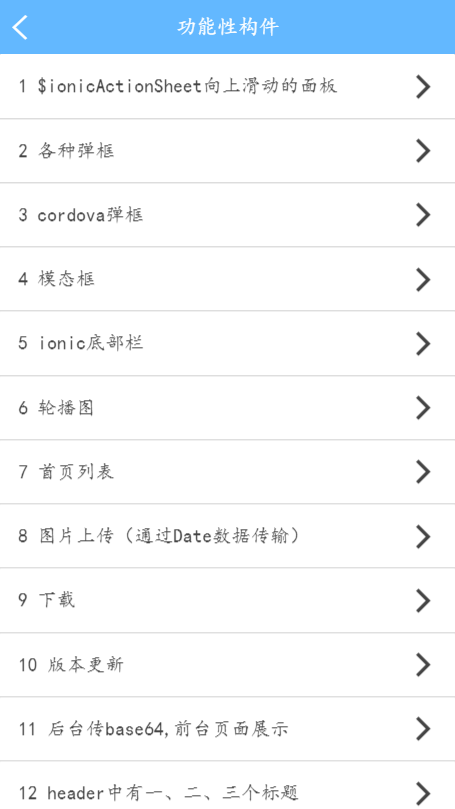 功能性构件
1 $ionicActionSheet向上滑动的面板
2 各种弹框
3 cordova弹框
4 模态框
5 ionic底部栏
6 轮播图
7 首页列表
8 图片上传（通过Date数据传输）
9 下载
10 版本更新
11 后台传base64,前台页面展示
12 header中有一、二、三个标题